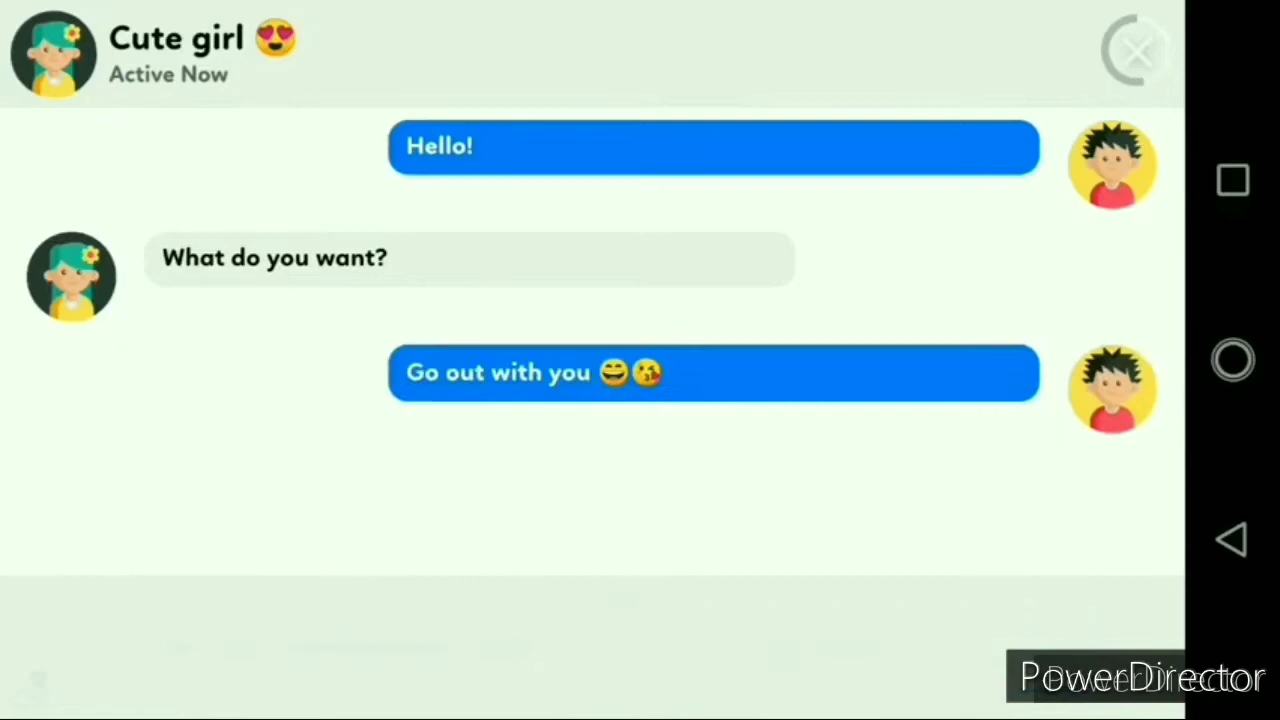 Cute girl 😍
Active Now
Hello!
What do you want?
Go out with you 😄😘
PowerDirector